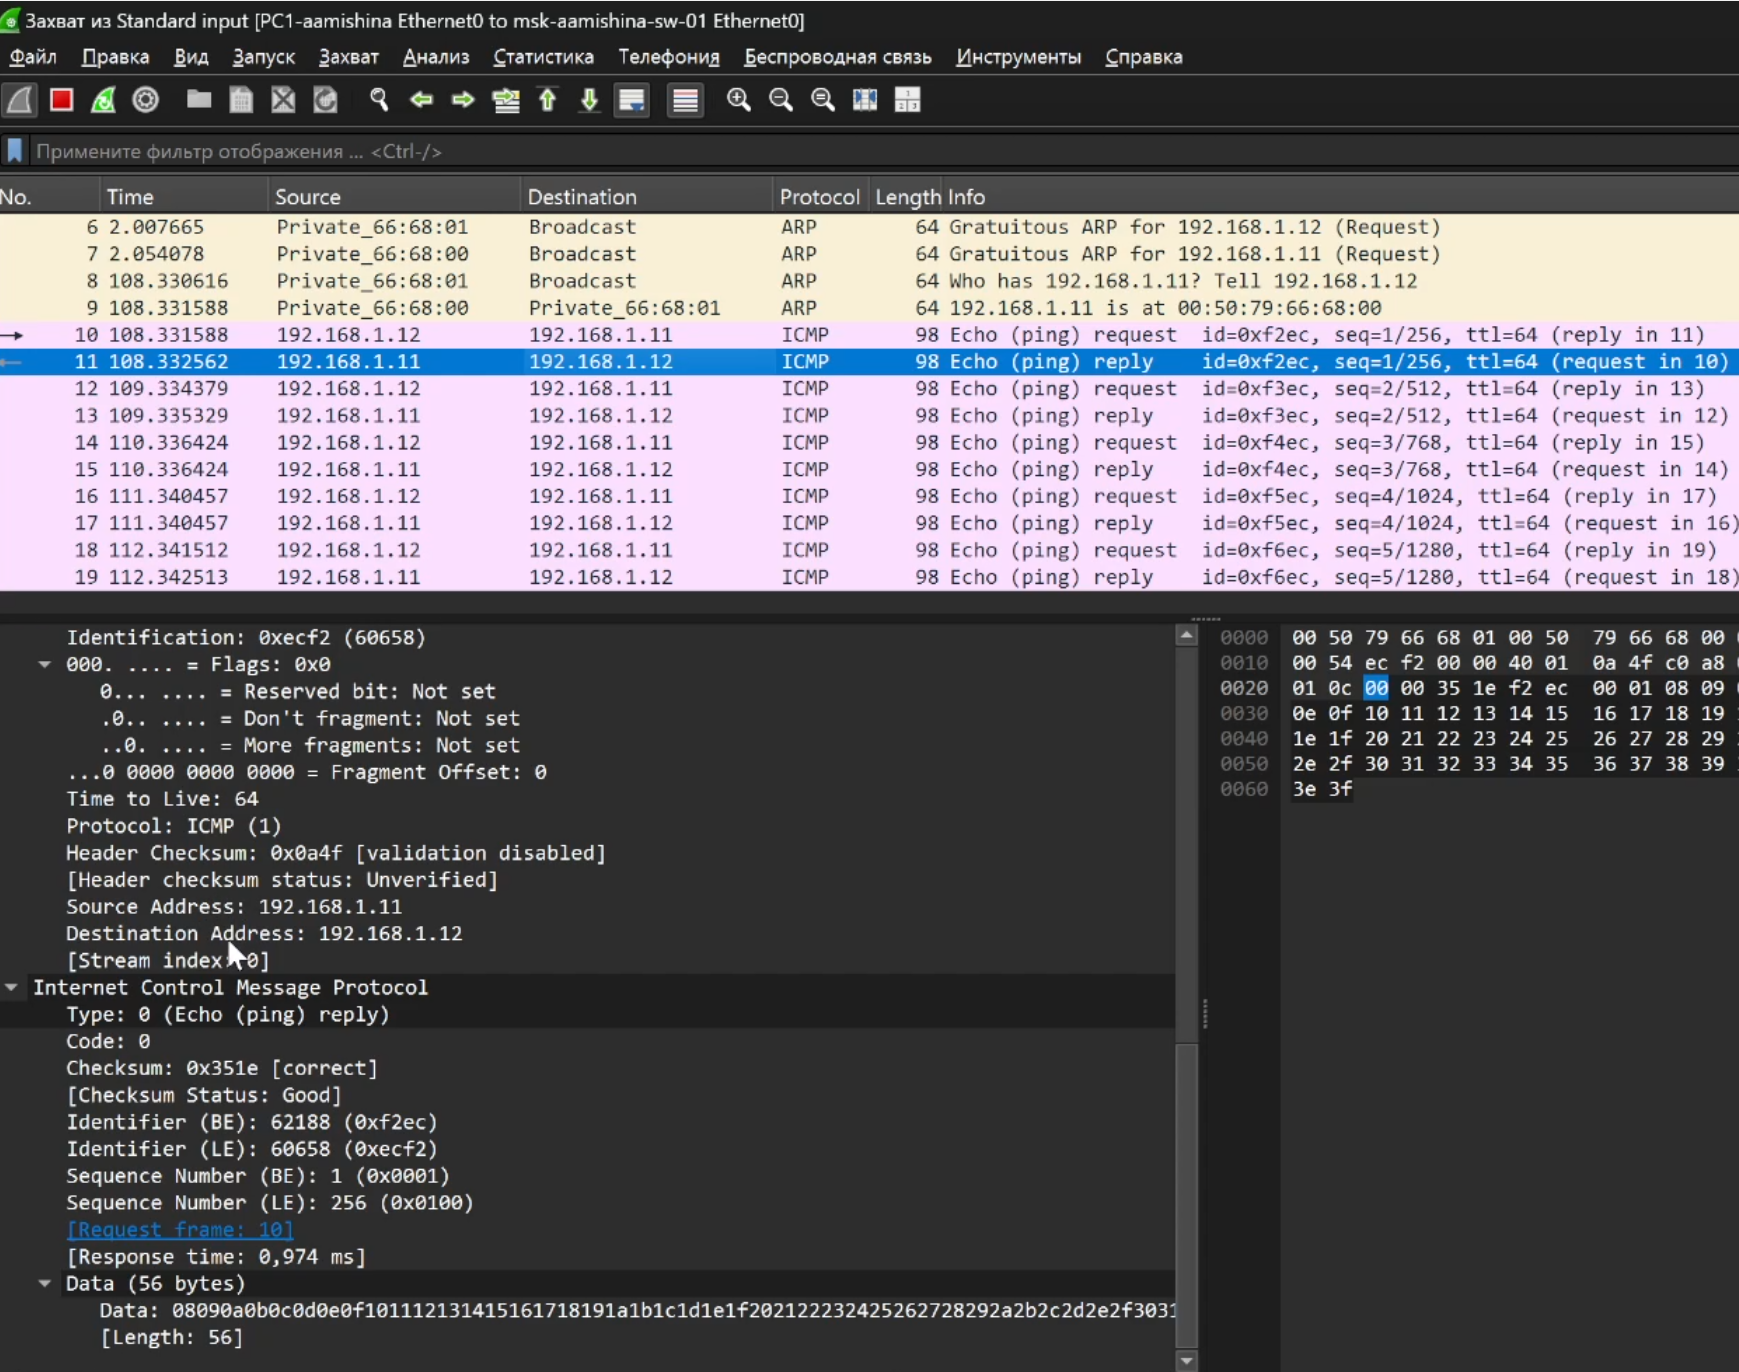 Захват из Standard input [PC1-aamishina Ethernet0 to msk-aamishina-sw-01 Ethernet0]
Файл Правка Вид Запуск Захват Анализ Статистика Телефония Беспроводная связь Инструменты Справка
Примените фильтр отображения ... <Ctrl-/>
No. Time Source Destination Protocol Length Info
6 2.007665 Private_66:68:01 Broadcast ARP 64 Gratuitous ARP for 192.168.1.12 (Request)
7 2.054078 Private_66:68:00 Broadcast ARP 64 Gratuitous ARP for 192.168.1.11 (Request)
8 108.330616 Private_66:68:01 Broadcast ARP 64 Who has 192.168.1.11? Tell 192.168.1.12
9 108.331588 Private_66:68:00 Private_66:68:01 ARP 64 192.168.1.11 is at 00:50:79:66:68:00
10 108.331588 192.168.1.12 192.168.1.11 ICMP 98 Echo (ping) request id=0xf2ec, seq=1/256, ttl=64 (reply in 11)
11 108.332562 192.168.1.11 192.168.1.12 ICMP 98 Echo (ping) reply id=0xf2ec, seq=1/256, ttl=64 (request in 10)
12 109.334379 192.168.1.12 192.168.1.11 ICMP 98 Echo (ping) request id=0xf3ec, seq=2/512, ttl=64 (reply in 13)
13 109.335329 192.168.1.11 192.168.1.12 ICMP 98 Echo (ping) reply id=0xf3ec, seq=2/512, ttl=64 (request in 12)
14 110.336424 192.168.1.12 192.168.1.11 ICMP 98 Echo (ping) request id=0xf4ec, seq=3/768, ttl=64 (reply in 15)
15 110.336424 192.168.1.11 192.168.1.12 ICMP 98 Echo (ping) reply id=0xf4ec, seq=3/768, ttl=64 (request in 14)
16 111.340457 192.168.1.12 192.168.1.11 ICMP 98 Echo (ping) request id=0xf5ec, seq=4/1024, ttl=64 (reply in 17)
17 111.340457 192.168.1.11 192.168.1.12 ICMP 98 Echo (ping) reply id=0xf5ec, seq=4/1024, ttl=64 (request in 16)
18 112.341512 192.168.1.12 192.168.1.11 ICMP 98 Echo (ping) request id=0xf6ec, seq=5/1280, ttl=64 (reply in 19)
19 112.342513 192.168.1.11 192.168.1.12 ICMP 98 Echo (ping) reply id=0xf6ec, seq=5/1280, ttl=64 (request in 18)
Identification: 0xecf2 (60658)
000. .... = Flags: 0x0
0... .... = Reserved bit: Not set
.0.. .... = Don't fragment: Not set
..0. .... = More fragments: Not set
...0 0000 0000 0000 = Fragment Offset: 0
Time to Live: 64
Protocol: ICMP (1)
Header Checksum: 0x0a4f [validation disabled]
[Header checksum status: Unverified]
Source Address: 192.168.1.11
Destination Address: 192.168.1.12
[Stream index: 0]
Internet Control Message Protocol
Type: 0 (Echo (ping) reply)
Code: 0
Checksum: 0x351e [correct]
[Checksum Status: Good]
Identifier (BE): 62188 (0xf2ec)
Identifier (LE): 60658 (0xecf2)
Sequence Number (BE): 1 (0x0001)
Sequence Number (LE): 256 (0x0100)
[Request frame: 10]
[Response time: 0,974 ms]
Data (56 bytes)
Data: 08090a0b0c0d0e0f101112131415161718191a1b1c1d1e1f202122232425262728292a2b2c2d2e2f3031
[Length: 56]
0000 00 50 79 66 68 01 00 50 79 66 68 00
0010 00 54 ec f2 00 00 40 01 0a 4f c0 a8
0020 01 0c 00 00 35 1e f2 ec 00 01 08 09
0030 0e 0f 10 11 12 13 14 15 16 17 18 19
0040 1e 1f 20 21 22 23 24 25 26 27 28 29
0050 2e 2f 30 31 32 33 34 35 36 37 38 39
0060 3e 3f